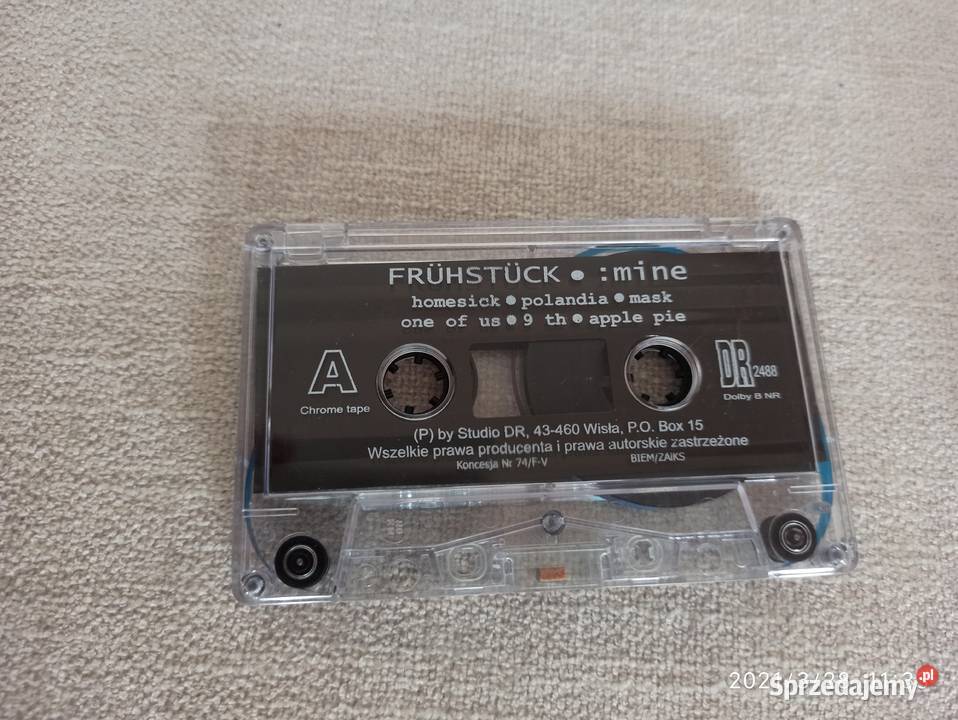 FRÜHSTÜCK • :mine
homesick • polandia • mask
one of us • 9 th • apple pie
A
Chrome tape
DR 2488
Dolby B NR
(P) by Studio DR, 43-460 Wisła, P.O. Box 15
Wszelkie prawa producenta i prawa autorskie zastrzeżone
Koncesja Nr 74/F-V
BIEM/ZAiKS
Sprzedajemy.pl